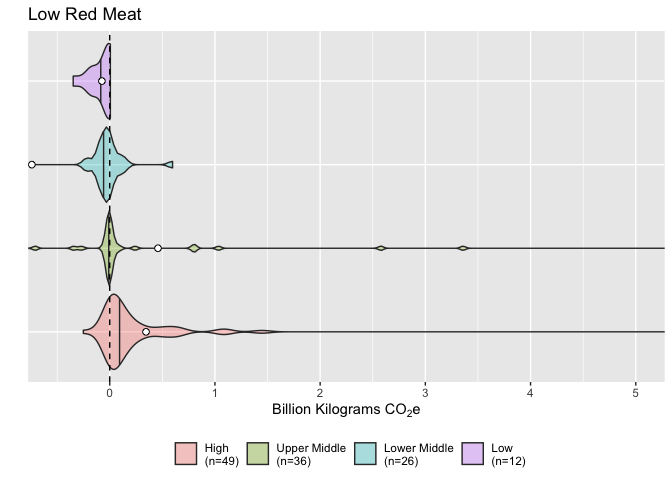 Low Red Meat
0 1 2 3 4 5
Billion Kilograms CO₂e
High Upper Middle Lower Middle Low
(n=49) (n=36) (n=26) (n=12)